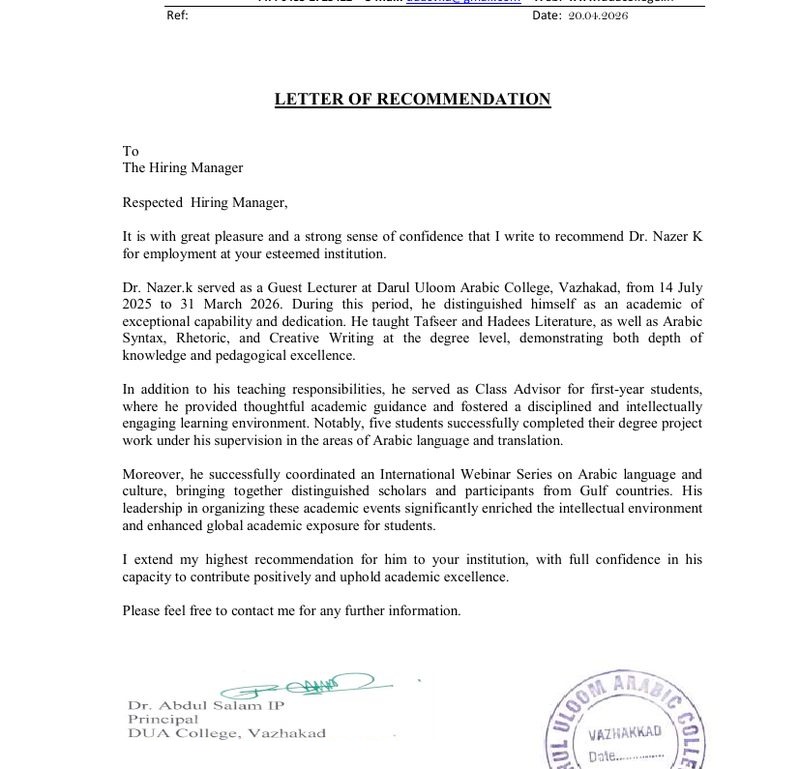 Ref:
Date: 20.04.2026
LETTER OF RECOMMENDATION
To
The Hiring Manager
Respected Hiring Manager,
It is with great pleasure and a strong sense of confidence that I write to recommend Dr. Nazer K
for employment at your esteemed institution.
Dr. Nazer.k served as a Guest Lecturer at Darul Uloom Arabic College, Vazhakad, from 14 July
2025 to 31 March 2026. During this period, he distinguished himself as an academic of
exceptional capability and dedication. He taught Tafseer and Hadees Literature, as well as Arabic
Syntax, Rhetoric, and Creative Writing at the degree level, demonstrating both depth of
knowledge and pedagogical excellence.
In addition to his teaching responsibilities, he served as Class Advisor for first-year students,
where he provided thoughtful academic guidance and fostered a disciplined and intellectually
engaging learning environment. Notably, five students successfully completed their degree project
work under his supervision in the areas of Arabic language and translation.
Moreover, he successfully coordinated an International Webinar Series on Arabic language and
culture, bringing together distinguished scholars and participants from Gulf countries. His
leadership in organizing these academic events significantly enriched the intellectual environment
and enhanced global academic exposure for students.
I extend my highest recommendation for him to your institution, with full confidence in his
capacity to contribute positively and uphold academic excellence.
Please feel free to contact me for any further information.
Dr. Abdul Salam IP
Principal
DUA College, Vazhakad
ULOOM ARABIC
VAZHAKKAD
Date................